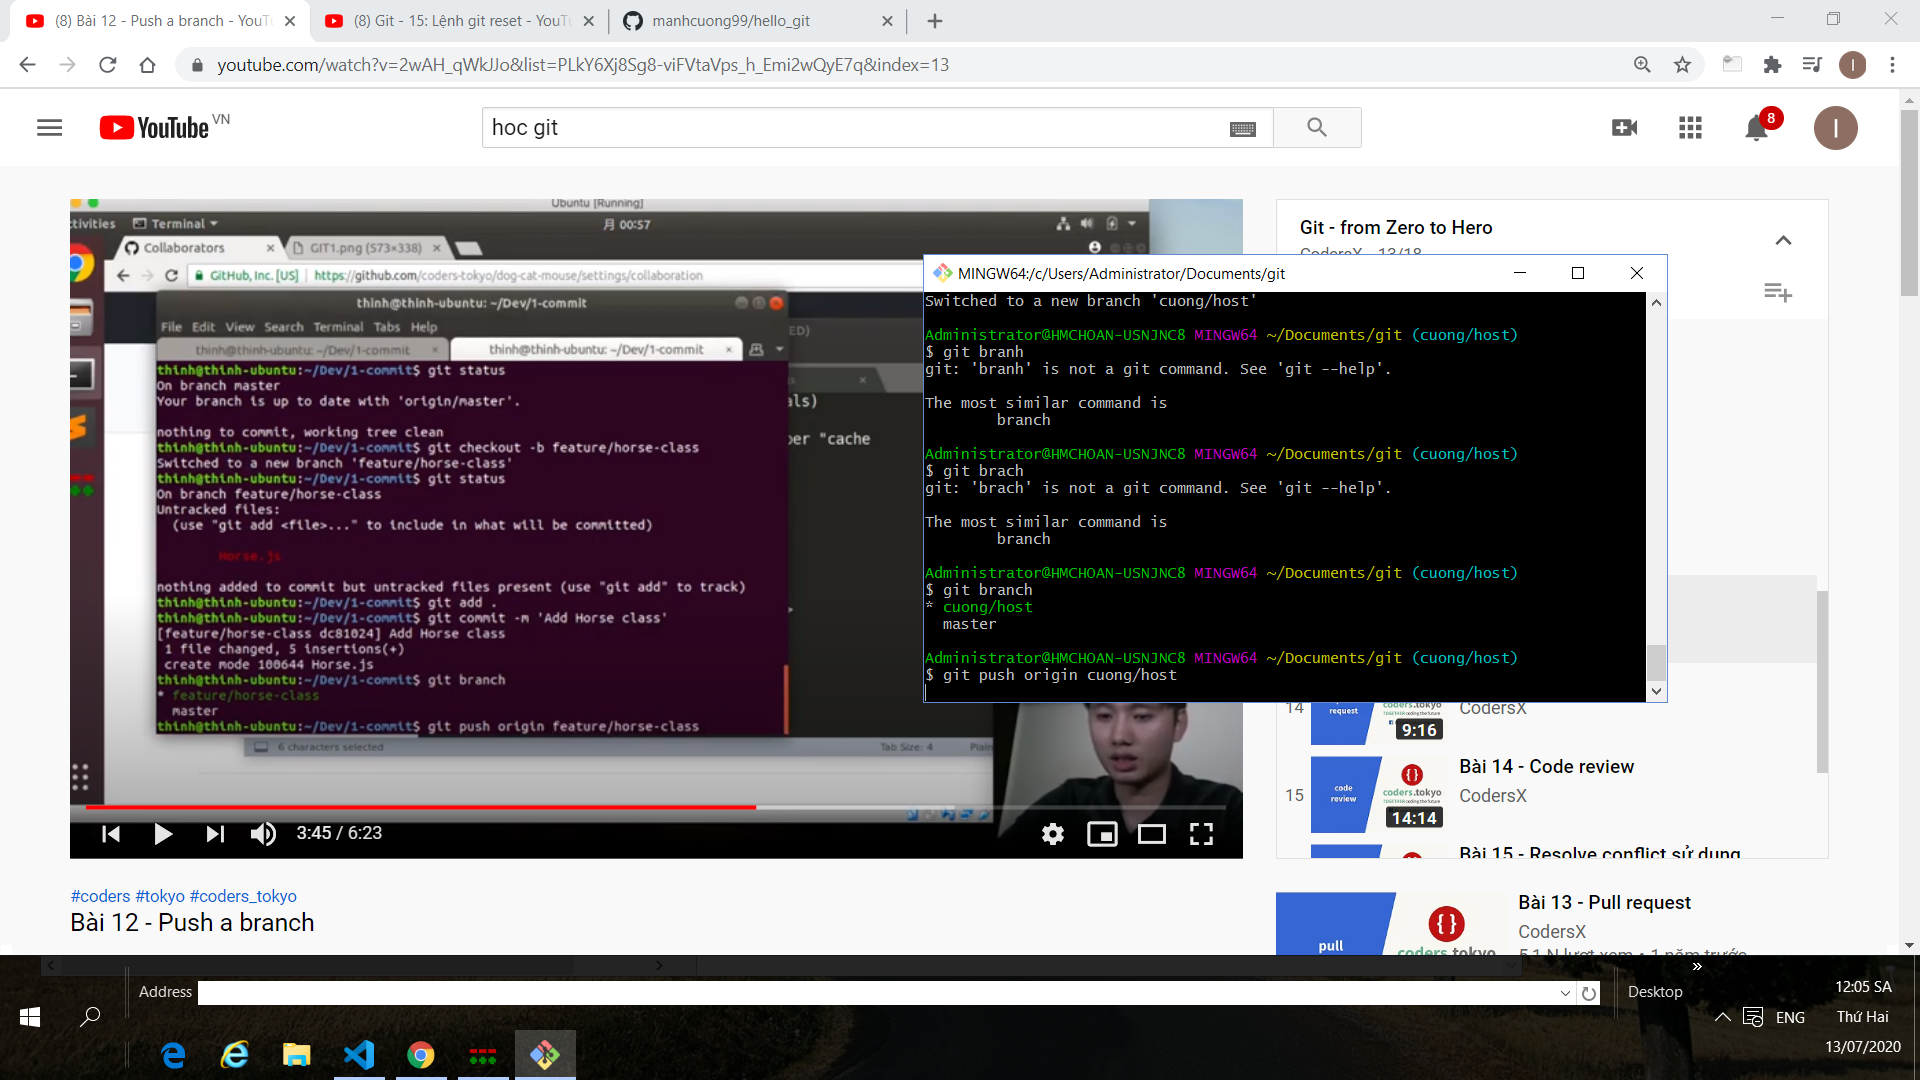 (8) Bài 12 - Push a branch - YouT
(8) Git - 15: Lệnh git reset - YouT
manhcuong99/hello_git
youtube.com/watch?v=2wAH_qWkJJo&list=PLkY6Xj8Sg8-viFVtaVps_h_Emi2wQyE7q&index=13
I
YouTube VN
hoc git
8
I
Ubuntu [Running]
ctivities
Terminal
月 00:57
Collaborators
GIT1.png (573×338)
GitHub, Inc. [US]
https://github.com/coders-tokyo/dog-cat-mouse/settings/collaboration
thinh@thinh-ubuntu: ~/Dev/1-commit
File Edit View Search Terminal Tabs Help
thinh@thinh-ubuntu: ~/Dev/1-commit
thinh@thinh-ubuntu: ~/Dev/1-commit
thinh@thinh-ubuntu:~/Dev/1-commit$ git status
On branch master
Your branch is up to date with 'origin/master'.
nothing to commit, working tree clean
thinh@thinh-ubuntu:~/Dev/1-commit$ git checkout -b feature/horse-class
Switched to a new branch 'feature/horse-class'
thinh@thinh-ubuntu:~/Dev/1-commit$ git status
On branch feature/horse-class
Untracked files:
(use "git add <file>..." to include in what will be committed)
Horse.js
nothing added to commit but untracked files present (use "git add" to track)
thinh@thinh-ubuntu:~/Dev/1-commit$ git add .
thinh@thinh-ubuntu:~/Dev/1-commit$ git commit -m 'Add Horse class'
[feature/horse-class dc81024] Add Horse class
1 file changed, 5 insertions(+)
create mode 100644 Horse.js
thinh@thinh-ubuntu:~/Dev/1-commit$ git branch
* feature/horse-class
master
thinh@thinh-ubuntu:~/Dev/1-commit$ git push origin feature/horse-class
ED)
als)
per "cache
6 characters selected
Tab Size: 4
Plain
3:45 / 6:23
MINGW64:/c/Users/Administrator/Documents/git
Switched to a new branch 'cuong/host'
Administrator@HMCHOAN-USNJNC8 MINGW64 ~/Documents/git (cuong/host)
$ git branh
git: 'branh' is not a git command. See 'git --help'.
The most similar command is
branch
Administrator@HMCHOAN-USNJNC8 MINGW64 ~/Documents/git (cuong/host)
$ git brach
git: 'brach' is not a git command. See 'git --help'.
The most similar command is
branch
Administrator@HMCHOAN-USNJNC8 MINGW64 ~/Documents/git (cuong/host)
$ git branch
* cuong/host
master
Administrator@HMCHOAN-USNJNC8 MINGW64 ~/Documents/git (cuong/host)
$ git push origin cuong/host
Git - from Zero to Hero
CodersX - 13/18
14
request
coders.tokyo
9:16
CodersX
15
code
review
coders.tokyo
14:14
Bài 14 - Code review
CodersX
Bài 15 - Resolve conflict sử dụng
pull
coders.tokyo
Bài 13 - Pull request
CodersX
5,1 N lượt xem • 1 năm trước
#coders #tokyo #coders_tokyo
Bài 12 - Push a branch
Address
Desktop
ENG
12:05 SA
Thứ Hai
13/07/2020